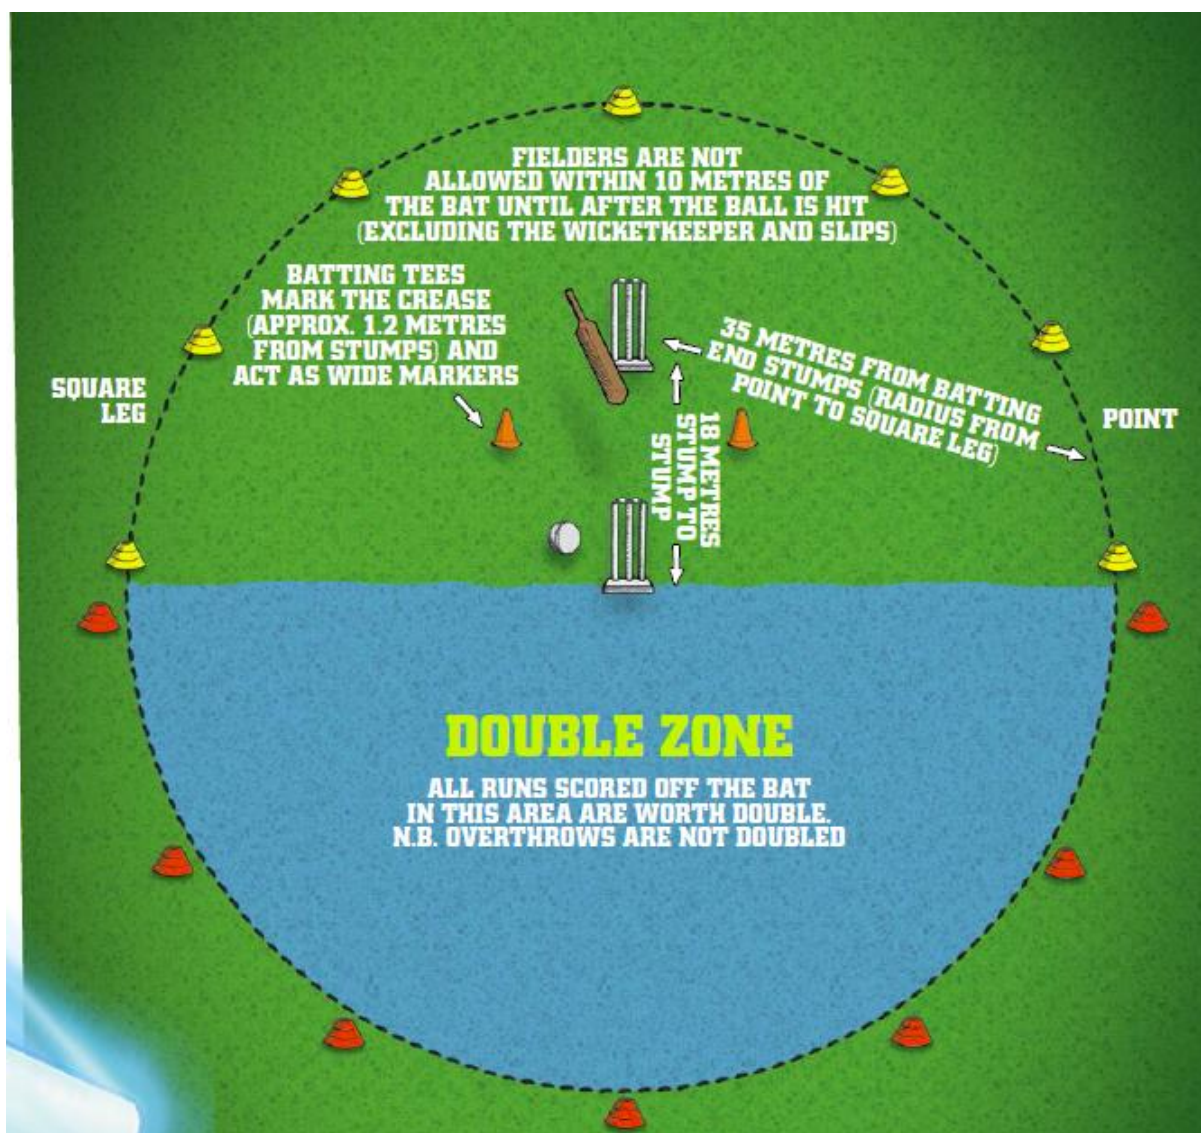 FIELDERS ARE NOT
ALLOWED WITHIN 10 METRES OF
THE BAT UNTIL AFTER THE BALL IS HIT
(EXCLUDING THE WICKETKEEPER AND SLIPS)
BATTING TEES
MARK THE CREASE
(APPROX. 1.2 METRES
FROM STUMPS) AND
ACT AS WIDE MARKERS
35 METRES FROM BATTING
END STUMPS (RADIUS FROM
POINT TO SQUARE LEG)
SQUARE
LEG
POINT
18 METRES
STUMP TO
STUMP
DOUBLE ZONE
ALL RUNS SCORED OFF THE BAT
IN THIS AREA ARE WORTH DOUBLE.
N.B. OVERTHROWS ARE NOT DOUBLED